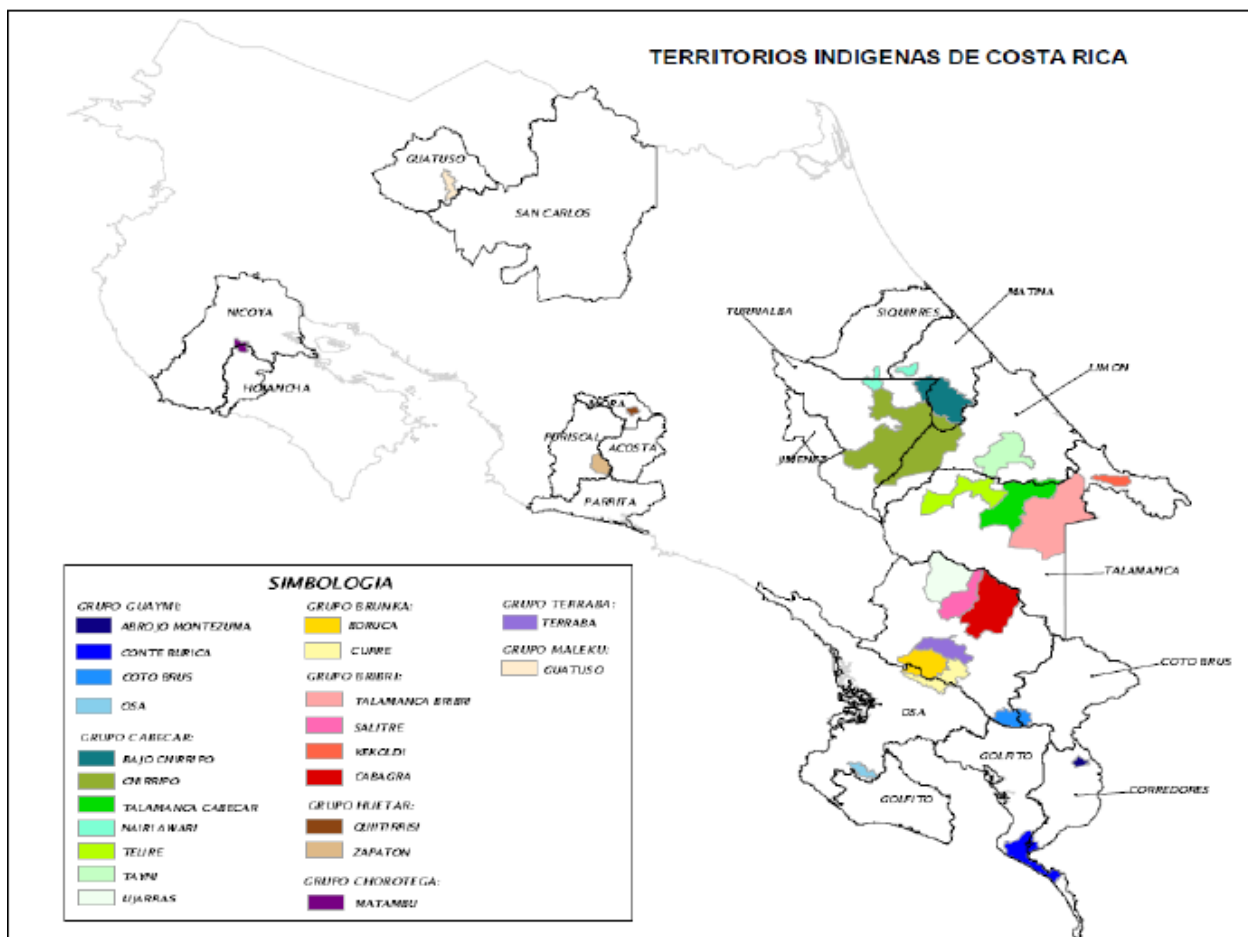 TERRITORIOS INDIGENAS DE COSTA RICA
GUATUSO
SAN CARLOS
NICOYA
HOJANCHA
MATINA
TURRIALBA
SIQUIRRES
LIMON
MORA
PURISCAL
ACOSTA
JIMENEZ
PARRITA
TALAMANCA
COTO BRUS
OSA
GOLFITO
GOLFITO
CORREDORES
SIMBOLOGIA
GRUPO GUAYMI:
ABROJO MONTEZUMA
CONTE BURICA
COTO BRUS
OSA
GRUPO CABECAR:
BAJO CHIRRIPO
CHIRRIPO
TALAMANCA CABECAR
NAIRI AWARI
TELIRE
TAYNI
UJARRAS
GRUPO BRUNKA:
BORUCA
CURRE
GRUPO BRIBRI:
TALAMANCA BRIBRI
SALITRE
KEKOLDI
CABAGRA
GRUPO HUETAR:
QUITIRRISI
ZAPATON
GRUPO CHOROTEGA:
MATAMBU
GRUPO TERRABA:
TERRABA
GRUPO MALEKU:
GUATUSO